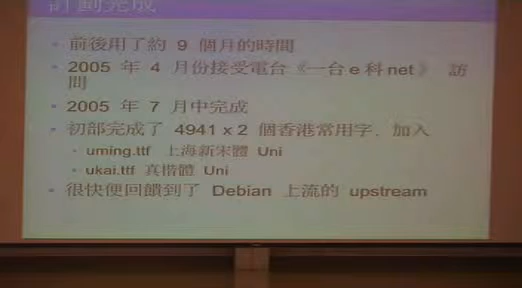 計劃完成
前後用了約 9 個月的時間
2005 年 4 月份接受電台《一台e科net》 訪
問
2005 年 7 月中完成
初部完成了 4941 x 2 個香港常用字，加入
uming.ttf 上海新宋體 Uni
ukai.ttf 真楷體 Uni
很快便回饋到了 Debian 上流的 upstream